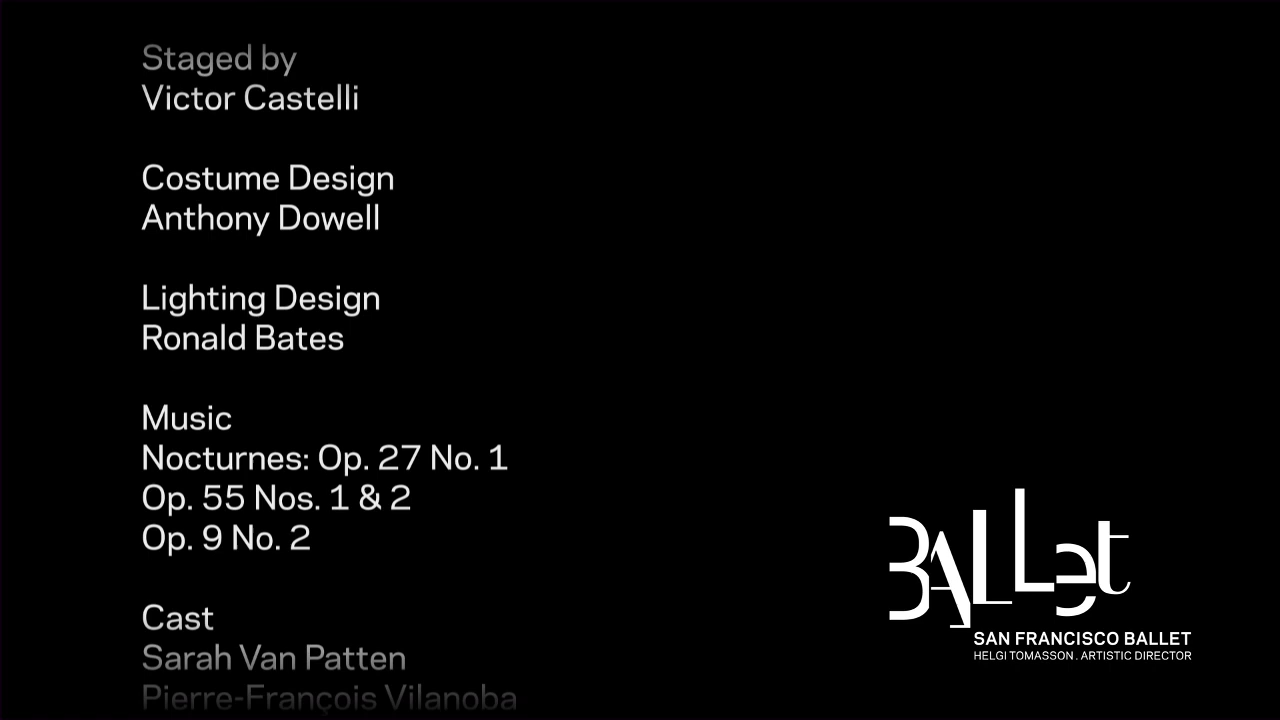 Staged by
Victor Castelli
Costume Design
Anthony Dowell
Lighting Design
Ronald Bates
Music
Nocturnes: Op. 27 No. 1
Op. 55 Nos. 1 & 2
Op. 9 No. 2
Cast
Sarah Van Patten
Pierre-François Vilanoba
BALLet
SAN FRANCISCO BALLET
HELGI TOMASSON . ARTISTIC DIRECTOR